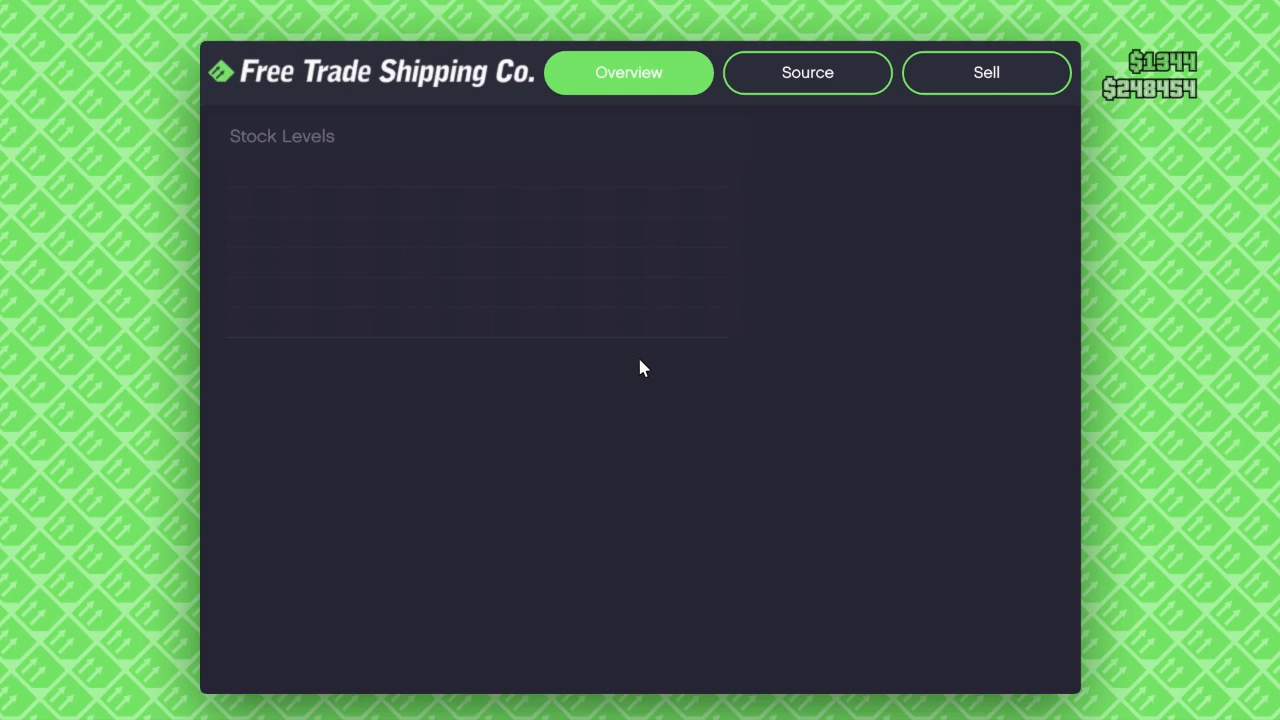 Free Trade Shipping Co.
Overview
Source
Sell
$1344
$248454
Stock Levels